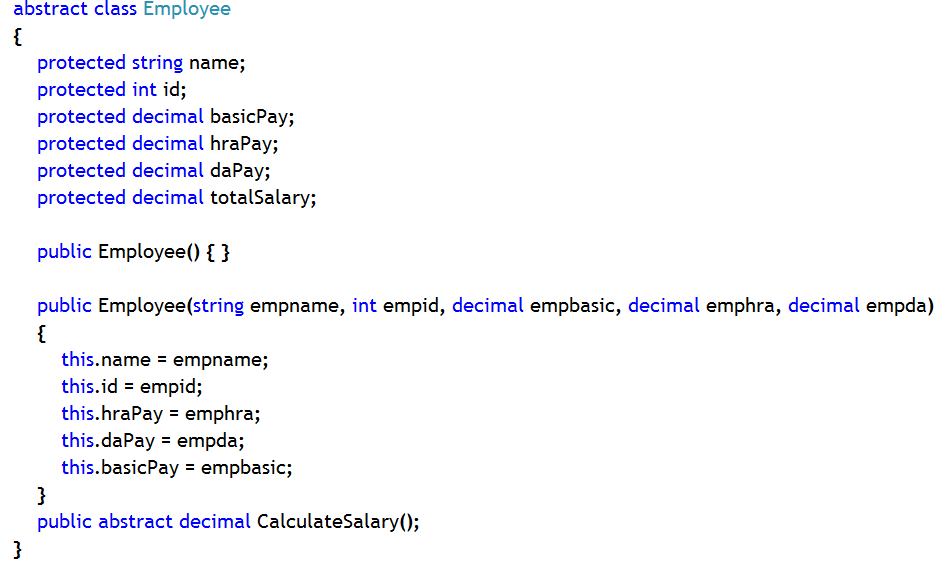 abstract class Employee
{
protected string name;
protected int id;
protected decimal basicPay;
protected decimal hraPay;
protected decimal daPay;
protected decimal totalSalary;
public Employee() { }
public Employee(string empname, int empid, decimal empbasic, decimal emphra, decimal empda)
{
this.name = empname;
this.id = empid;
this.hraPay = emphra;
this.daPay = empda;
this.basicPay = empbasic;
}
public abstract decimal CalculateSalary();
}